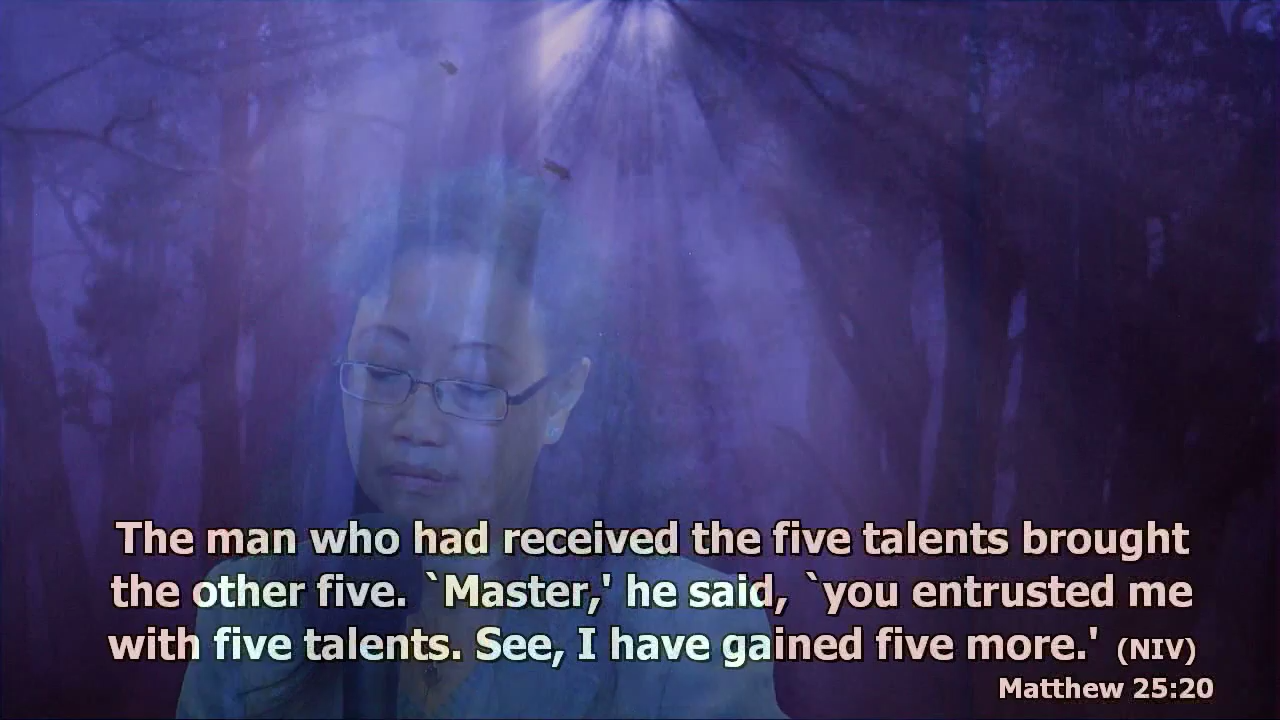 The man who had received the five talents brought
the other five. `Master,' he said, `you entrusted me
with five talents. See, I have gained five more.' (NIV)
Matthew 25:20